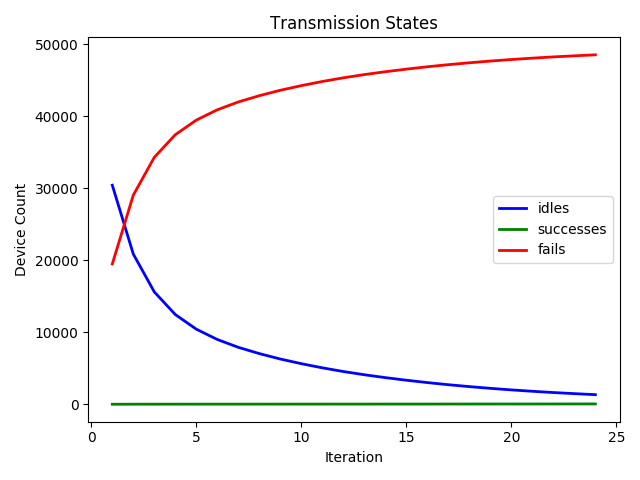 Transmission States
Device Count
50000
40000
30000
20000
10000
0
idles
successes
fails
0 5 10 15 20 25
Iteration